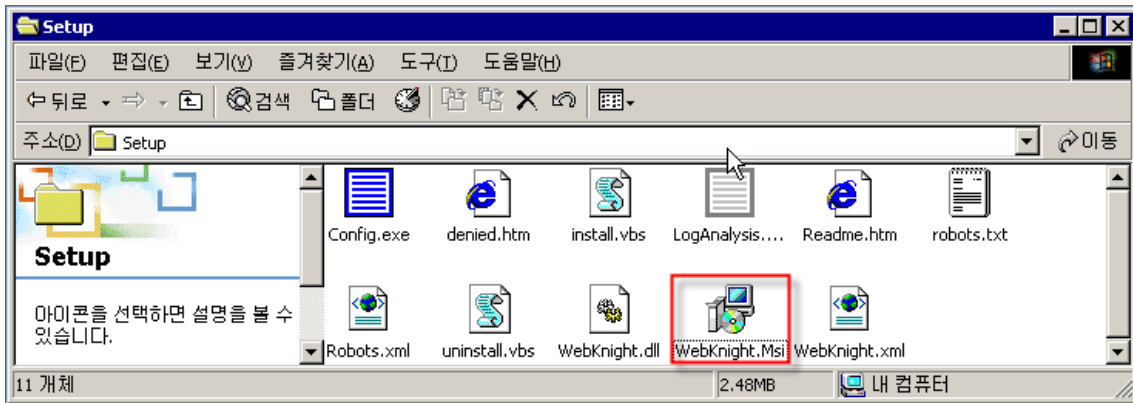 Setup
파일(F) 편집(E) 보기(V) 즐겨찾기(A) 도구(T) 도움말(H)
뒤로 검색 폴더
주소(D) Setup 이동
Setup
아이콘을 선택하면 설명을 볼 수
있습니다.
Config.exe denied.htm install.vbs LogAnalysis.... Readme.htm robots.txt
Robots.xml uninstall.vbs WebKnight.dll WebKnight.Msi WebKnight.xml
11 개체 2.48MB 내 컴퓨터